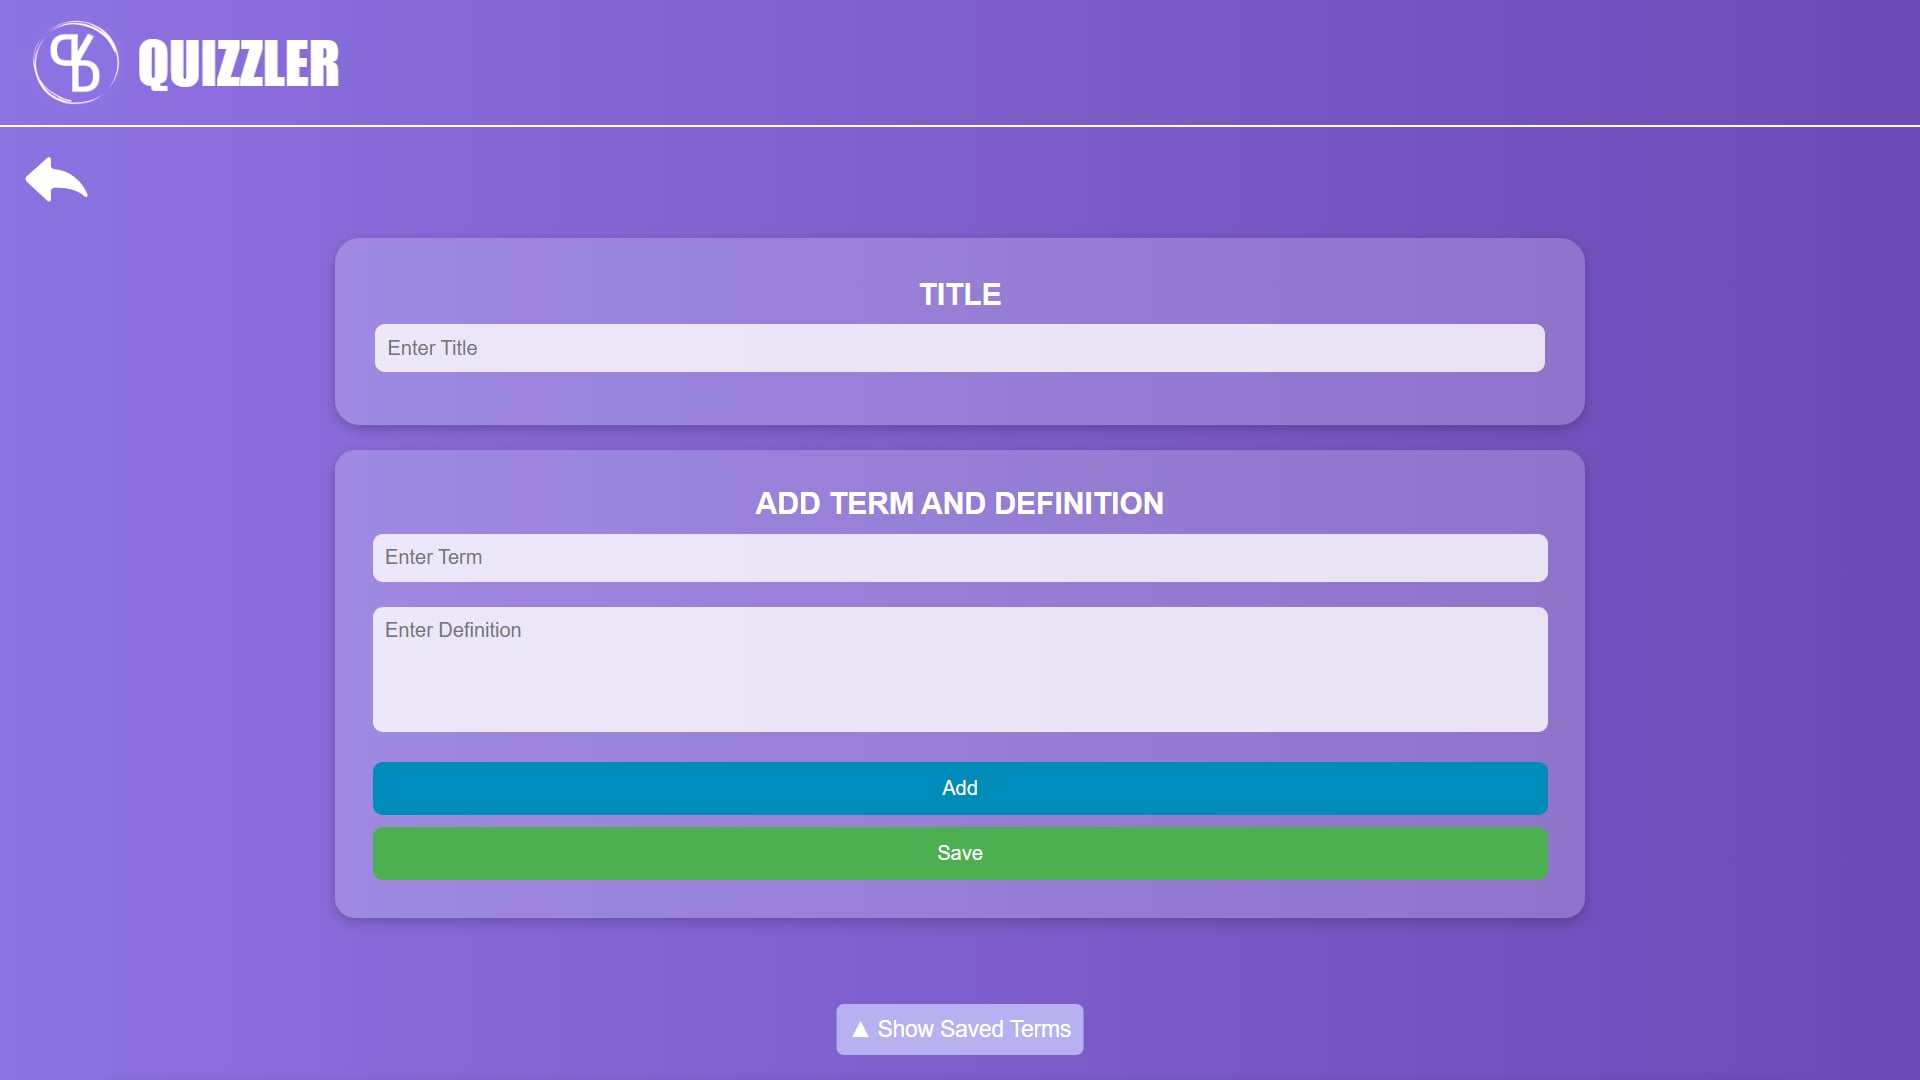 QUIZZLER
TITLE
Enter Title
ADD TERM AND DEFINITION
Enter Term
Enter Definition
Add
Save
▲ Show Saved Terms